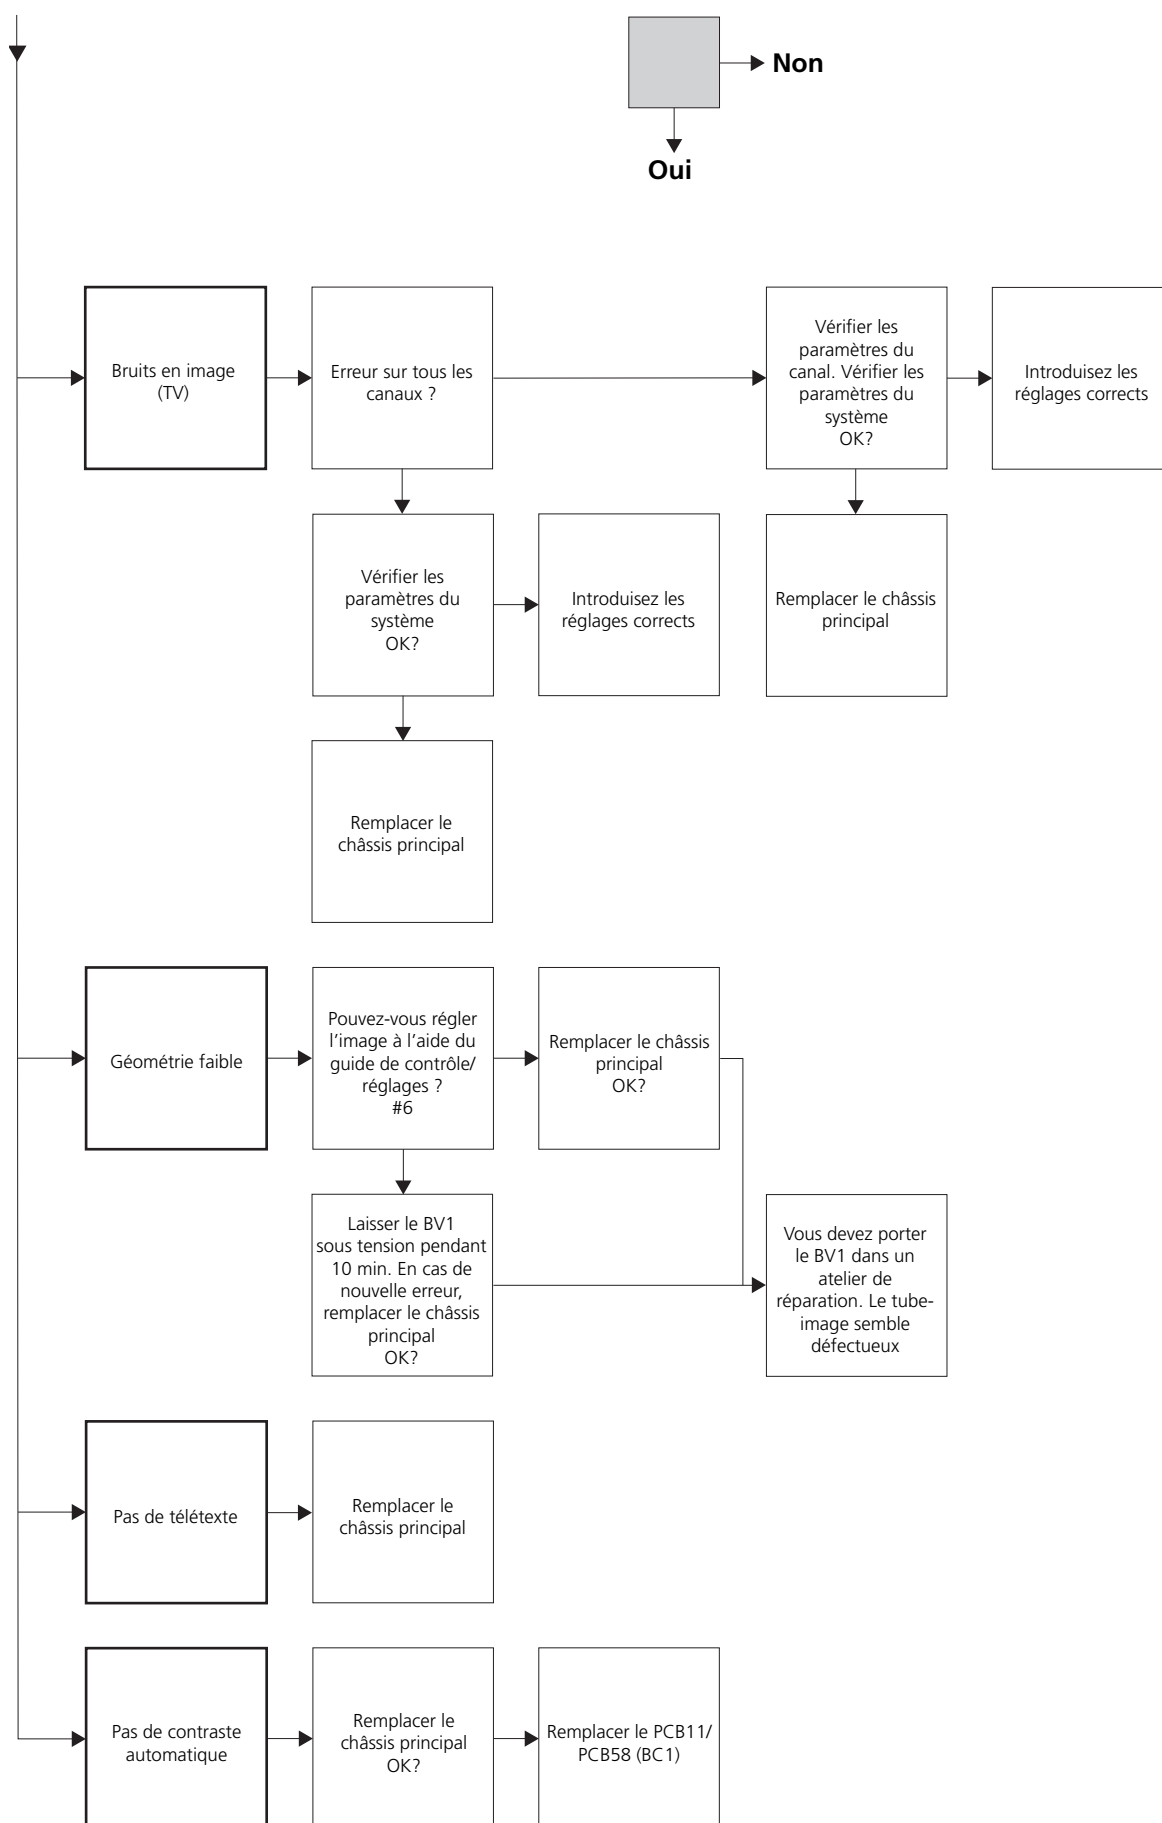 Non
Oui
Bruits en image
(TV)
Erreur sur tous les
canaux ?
Vérifier les
paramètres du
canal. Vérifier les
paramètres du
système
OK?
Introduisez les
réglages corrects
Vérifier les
paramètres du
système
OK?
Introduisez les
réglages corrects
Remplacer le châssis
principal
Remplacer le
châssis principal
Géométrie faible
Pouvez-vous régler
l'image à l'aide du
guide de contrôle/
réglages ?
#6
Remplacer le châssis
principal
OK?
Laisser le BV1
sous tension pendant
10 min. En cas de
nouvelle erreur,
remplacer le châssis
principal
OK?
Vous devez porter
le BV1 dans un
atelier de
réparation. Le tube-
image semble
défectueux
Pas de télétexte
Remplacer le
châssis principal
Pas de contraste
automatique
Remplacer le
châssis principal
OK?
Remplacer le PCB11/
PCB58 (BC1)